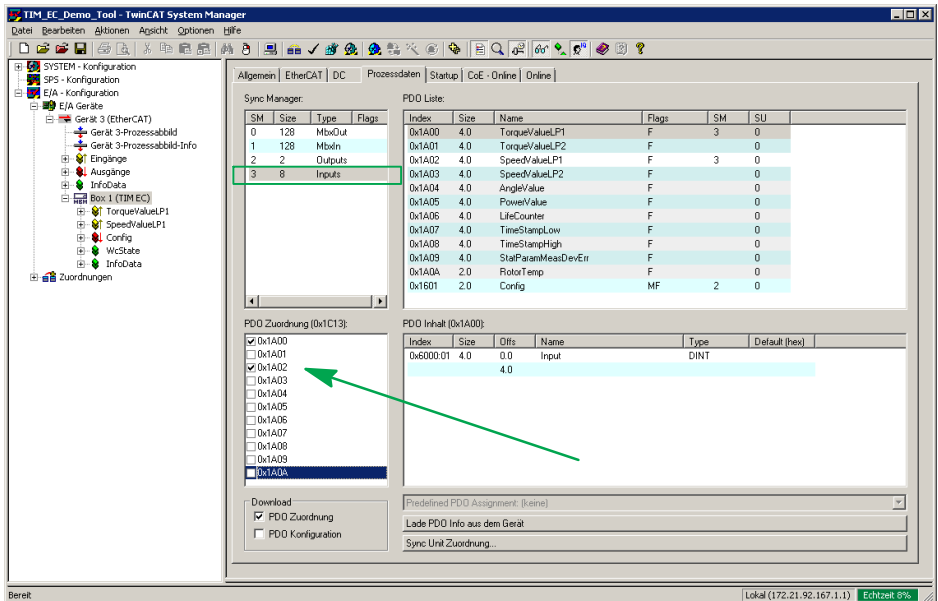 TIM_EC_Demo_Tool - TwinCAT System Manager
Datei Bearbeiten Aktionen Ansicht Optionen Hilfe
SYSTEM - Konfiguration
SPS - Konfiguration
E/A - Konfiguration
E/A Geräte
Gerät 3 (EtherCAT)
Gerät 3-Prozessabbild
Gerät 3-Prozessabbild-Info
Eingänge
Ausgänge
InfoData
Box 1 (TIM EC)
TorqueValueLP1
SpeedValueLP1
Config
WcState
InfoData
Zuordnungen
Allgemein EtherCAT DC Prozessdaten Startup CoE - Online Online
Sync Manager:
SM Size Type Flags
0 128 MbxOut
1 128 MbxIn
2 2 Outputs
3 8 Inputs
PDO Liste:
Index Size Name Flags SM SU
0x1A00 4.0 TorqueValueLP1 F 3 0
0x1A01 4.0 TorqueValueLP2 F 0
0x1A02 4.0 SpeedValueLP1 F 3 0
0x1A03 4.0 SpeedValueLP2 F 0
0x1A04 4.0 AngleValue F 0
0x1A05 4.0 PowerValue F 0
0x1A06 4.0 LifeCounter F 0
0x1A07 4.0 TimeStampLow F 0
0x1A08 4.0 TimeStampHigh F 0
0x1A09 4.0 StatParamMeasDevErr F 0
0x1A0A 2.0 RotorTemp F 0
0x1601 2.0 Config MF 2 0
PDO Zuordnung (0x1C13):
0x1A00
0x1A01
0x1A02
0x1A03
0x1A04
0x1A05
0x1A06
0x1A07
0x1A08
0x1A09
0x1A0A
PDO Inhalt (0x1A00):
Index Size Offs Name Type Default (hex)
0x6000:01 4.0 0.0 Input DINT
4.0
Download
PDO Zuordnung
PDO Konfiguration
Predefined PDO Assignment: (keine)
Lade PDO Info aus dem Gerät
Sync Unit Zuordnung...
Bereit
Lokal (172.21.92.167.1.1) Echtzeit 8%